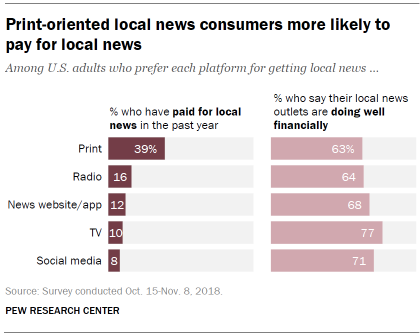 Print-oriented local news consumers more likely to
pay for local news
Among U.S. adults who prefer each platform for getting local news ...
% who have paid for local
news in the past year
% who say their local news
outlets are doing well
financially
Print 39% 63%
Radio 16 64
News website/app 12 68
TV 10 77
Social media 8 71
Source: Survey conducted Oct. 15-Nov. 8, 2018.
PEW RESEARCH CENTER